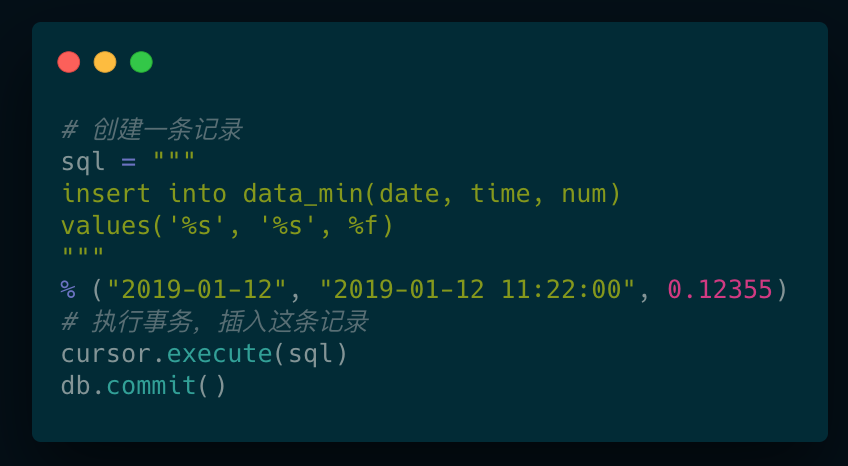 # 创建一条记录
sql = """
insert into data_min(date, time, num)
values('%s', '%s', %f)
"""
% ("2019-01-12", "2019-01-12 11:22:00", 0.12355)
# 执行事务，插入这条记录
cursor.execute(sql)
db.commit()